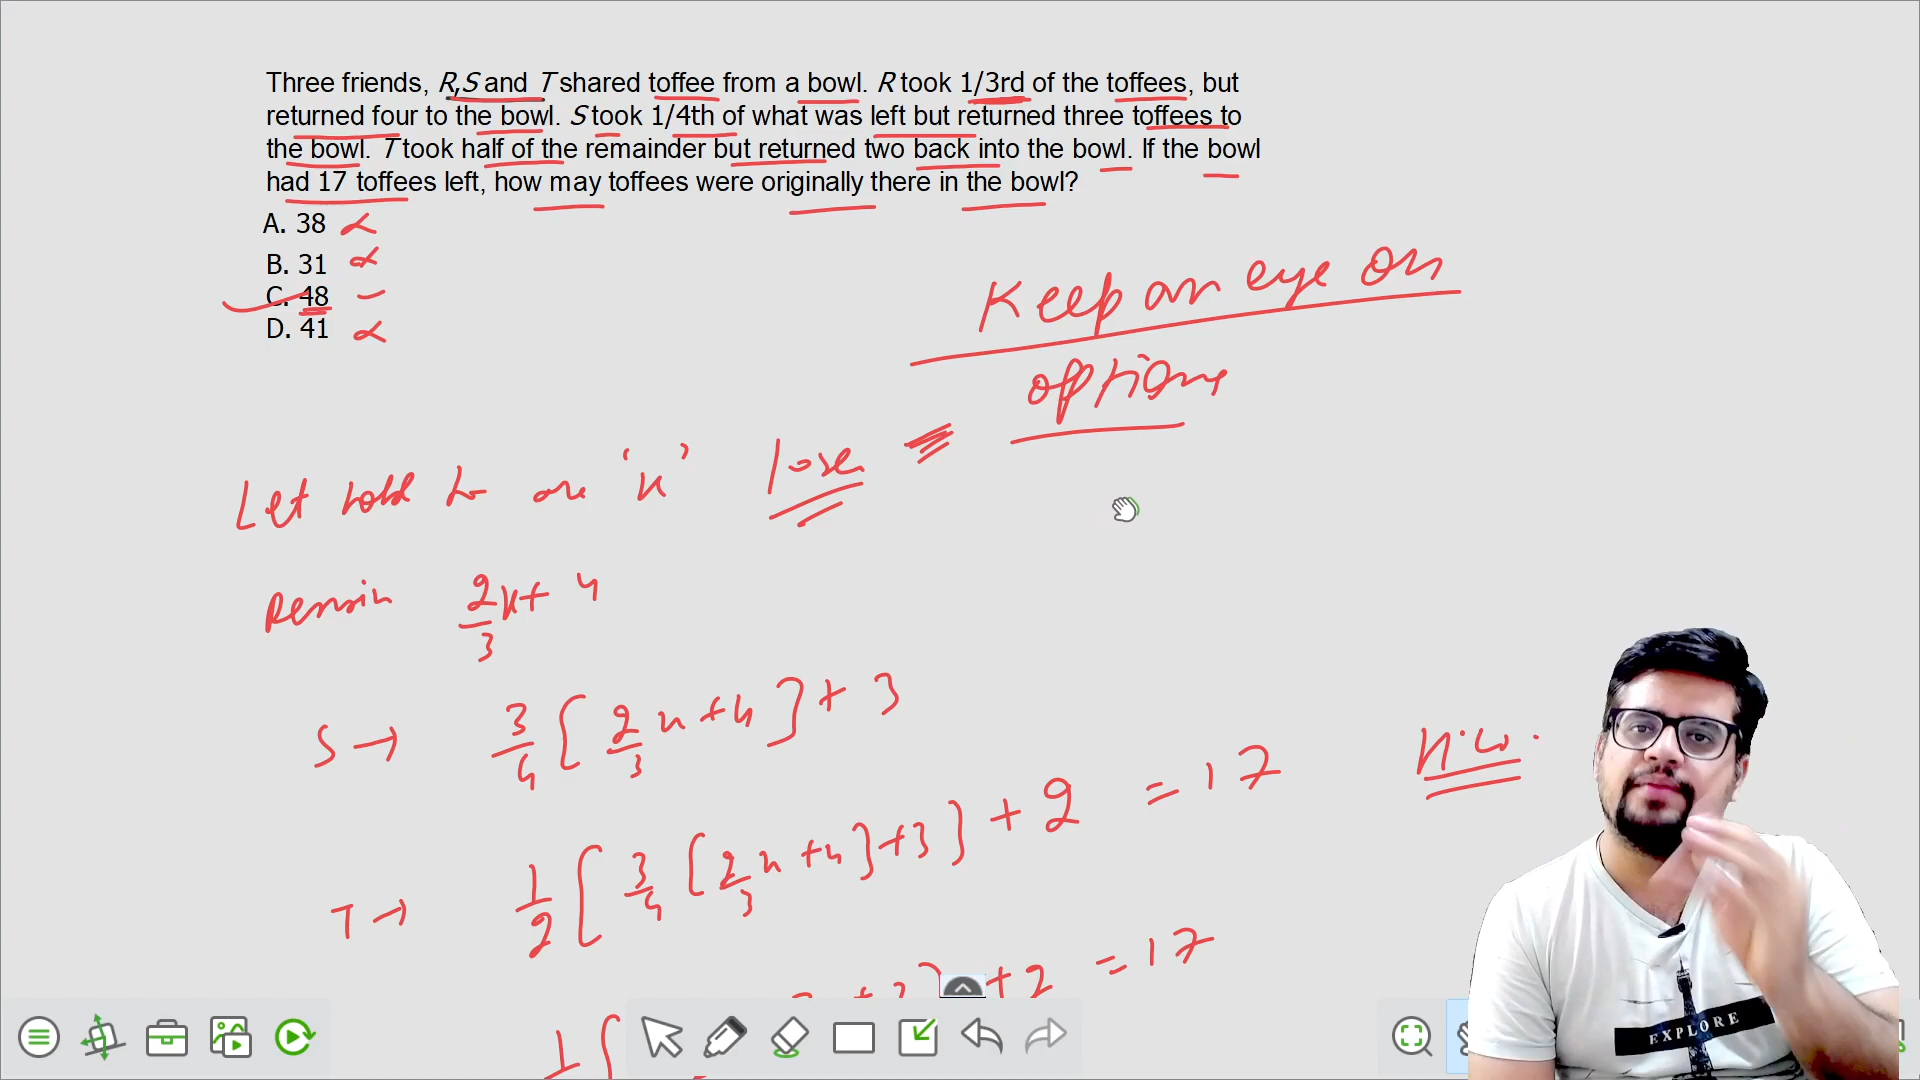 Three friends, R,S and T shared toffee from a bowl. R took 1/3rd of the toffees, but
returned four to the bowl. S took 1/4th of what was left but returned three toffees to
the bowl. T took half of the remainder but returned two back into the bowl. If the bowl
had 17 toffees left, how may toffees were originally there in the bowl?
A. 38
B. 31
C. 48
D. 41
Keep an eye on
options
Let are 'x' lose
Remain 2/3 x + 4
S → 3/4 [2/3 x + 4] + 3
T → 1/2 [3/4 [2/3 x + 4] + 3] + 2 = 17
+ 2 = 17
EXPLORE